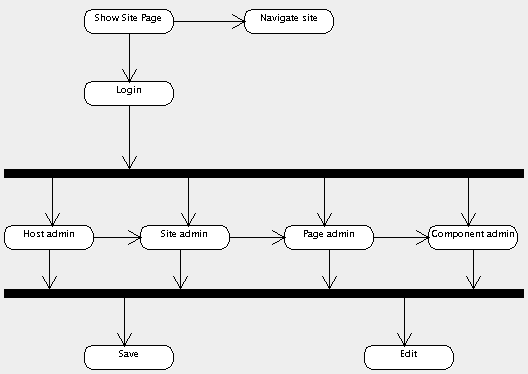 Show Site Page
Navigate site
Login
Host admin
Site admin
Page admin
Component admin
Save
Edit